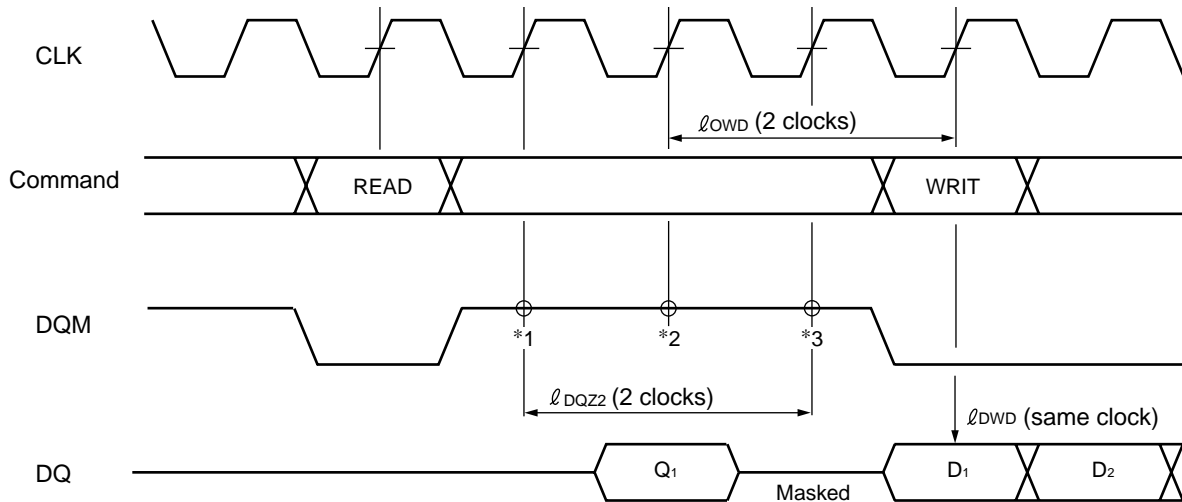 CLK
ℓOWD (2 clocks)
Command
READ
WRIT
DQM
*1
*2
*3
ℓDQZ2 (2 clocks)
ℓDWD (same clock)
DQ
Q1
D1
D2
Masked